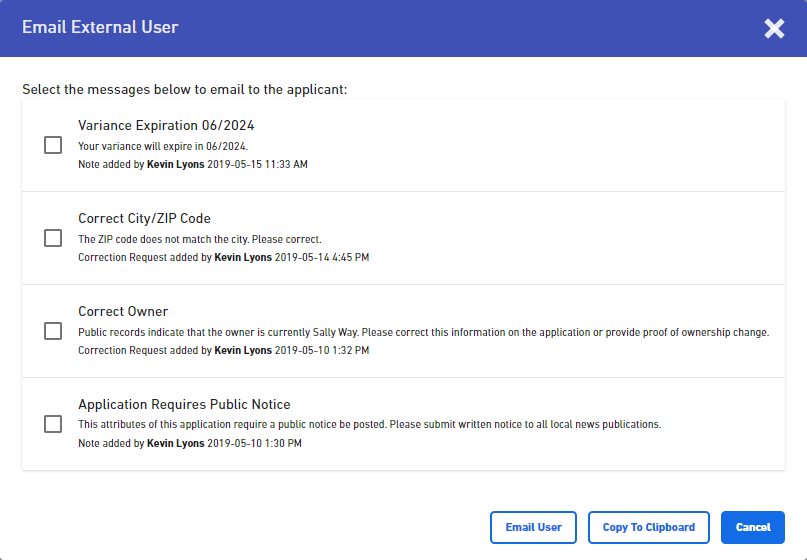 Email External User
Select the messages below to email to the applicant:
Variance Expiration 06/2024
Your variance will expire in 06/2024.
Note added by Kevin Lyons 2019-05-15 11:33 AM
Correct City/ZIP Code
The ZIP code does not match the city. Please correct.
Correction Request added by Kevin Lyons 2019-05-14 4:45 PM
Correct Owner
Public records indicate that the owner is currently Sally Way. Please correct this information on the application or provide proof of ownership change.
Correction Request added by Kevin Lyons 2019-05-10 1:32 PM
Application Requires Public Notice
This attributes of this application require a public notice be posted. Please submit written notice to all local news publications.
Note added by Kevin Lyons 2019-05-10 1:30 PM
Email User Copy To Clipboard Cancel